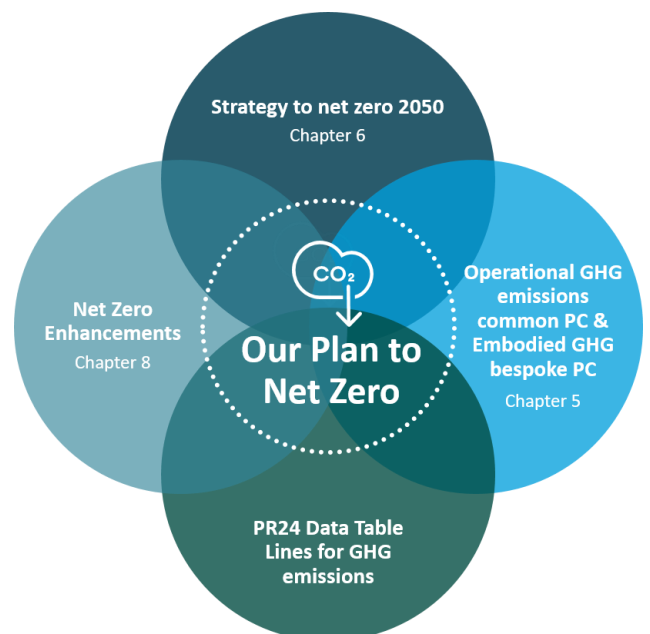 Strategy to net zero 2050
Chapter 6
Net Zero
Enhancements
Chapter 8
CO₂
Our Plan to
Net Zero
Operational GHG
emissions
common PC &
Embodied GHG
bespoke PC
Chapter 5
PR24 Data Table
Lines for GHG
emissions